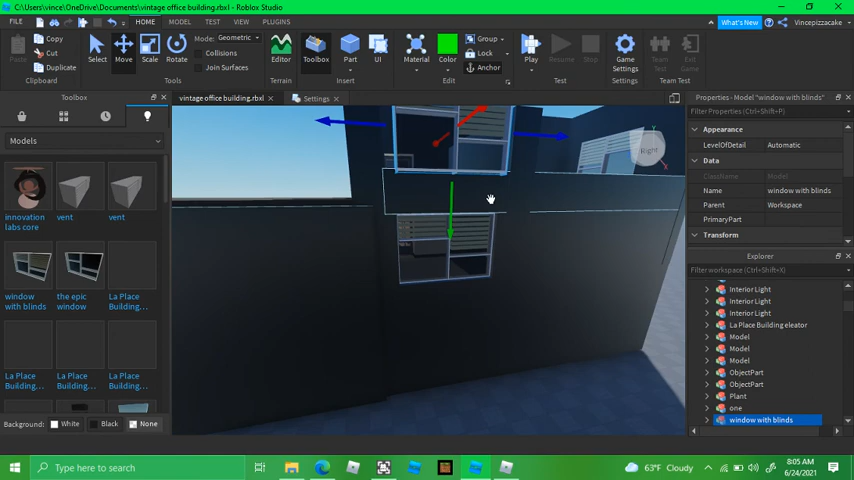 C:\Users\vince\OneDrive\Documents\vintage office building.rbxl - Roblox Studio
FILE HOME MODEL TEST VIEW PLUGINS What's New Vincepizzacake
Paste Copy Cut Duplicate Clipboard
Select Move Scale Rotate Mode: Geometric Collisions Join Surfaces Tools
Editor Terrain
Toolbox Part UI Insert
Material Color Group Lock Anchor Edit
Play Resume Stop Test
Game Settings Settings
Team Test Exit Game Team Test
Toolbox
Models
innovation labs core
vent
vent
window with blinds
the epic window
La Place Building...
La Place Building...
La Place Building...
La Place Building...
Background: White Black None
vintage office building.rbxl Settings
Right
Y
X
Properties - Model "window with blinds"
Filter Properties (Ctrl+Shift+P)
Appearance
LevelOfDetail Automatic
Data
ClassName Model
Name window with blinds
Parent Workspace
PrimaryPart
Transform
Explorer
Filter workspace (Ctrl+Shift+X)
Interior Light
Interior Light
Interior Light
La Place Building eleator
Model
Model
Model
ObjectPart
ObjectPart
Plant
one
window with blinds
Type here to search
63°F Cloudy
8:05 AM
6/24/2021